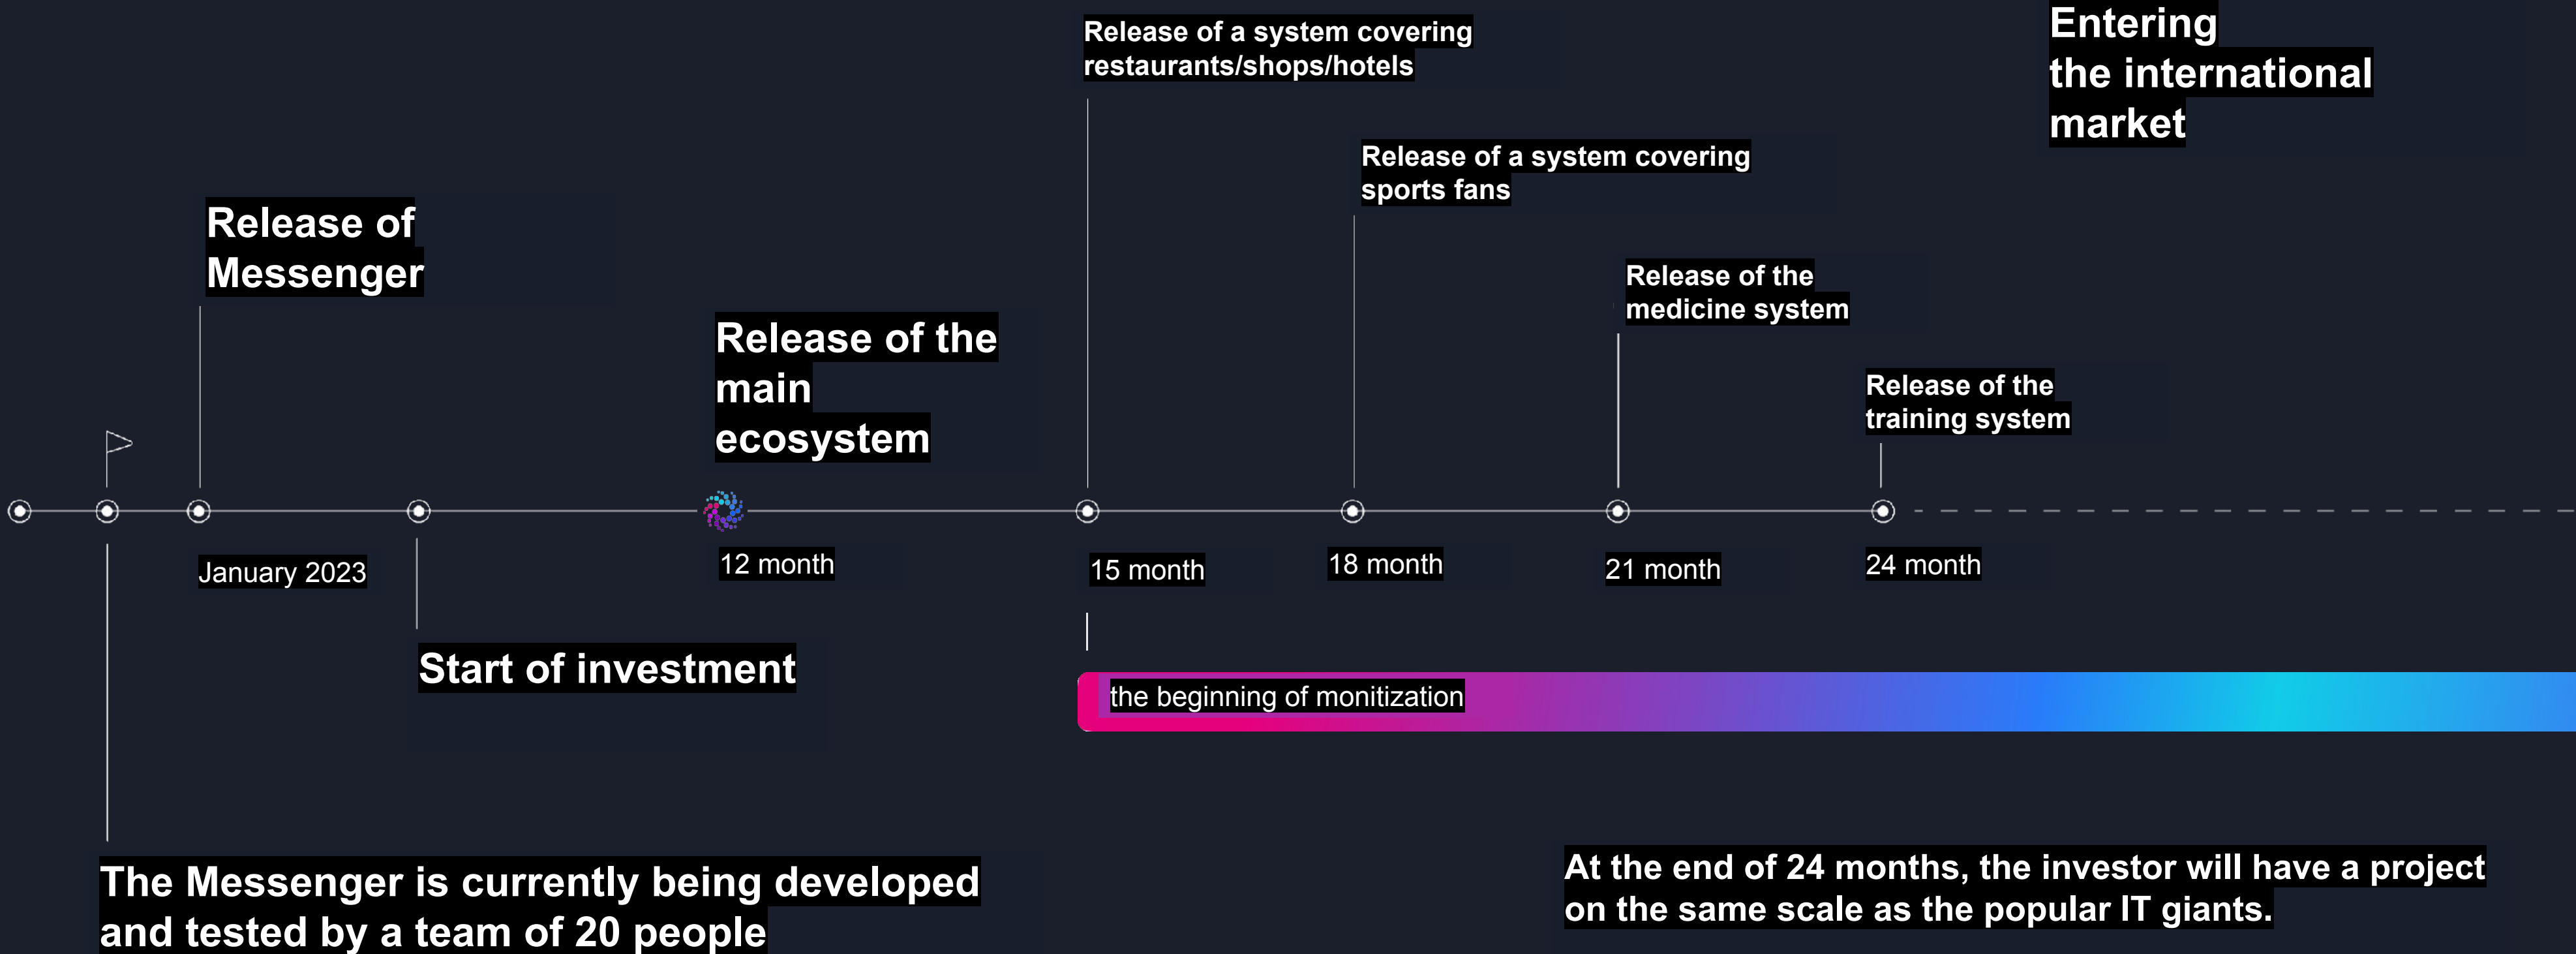 Release of a system covering
restaurants/shops/hotels
Entering
the international
market
Release of a system covering
sports fans
Release of
Messenger
Release of the
medicine system
Release of the
main
ecosystem
Release of the
training system
January 2023
12 month
15 month
18 month
21 month
24 month
Start of investment
the beginning of monitization
The Messenger is currently being developed
and tested by a team of 20 people
At the end of 24 months, the investor will have a project
on the same scale as the popular IT giants.